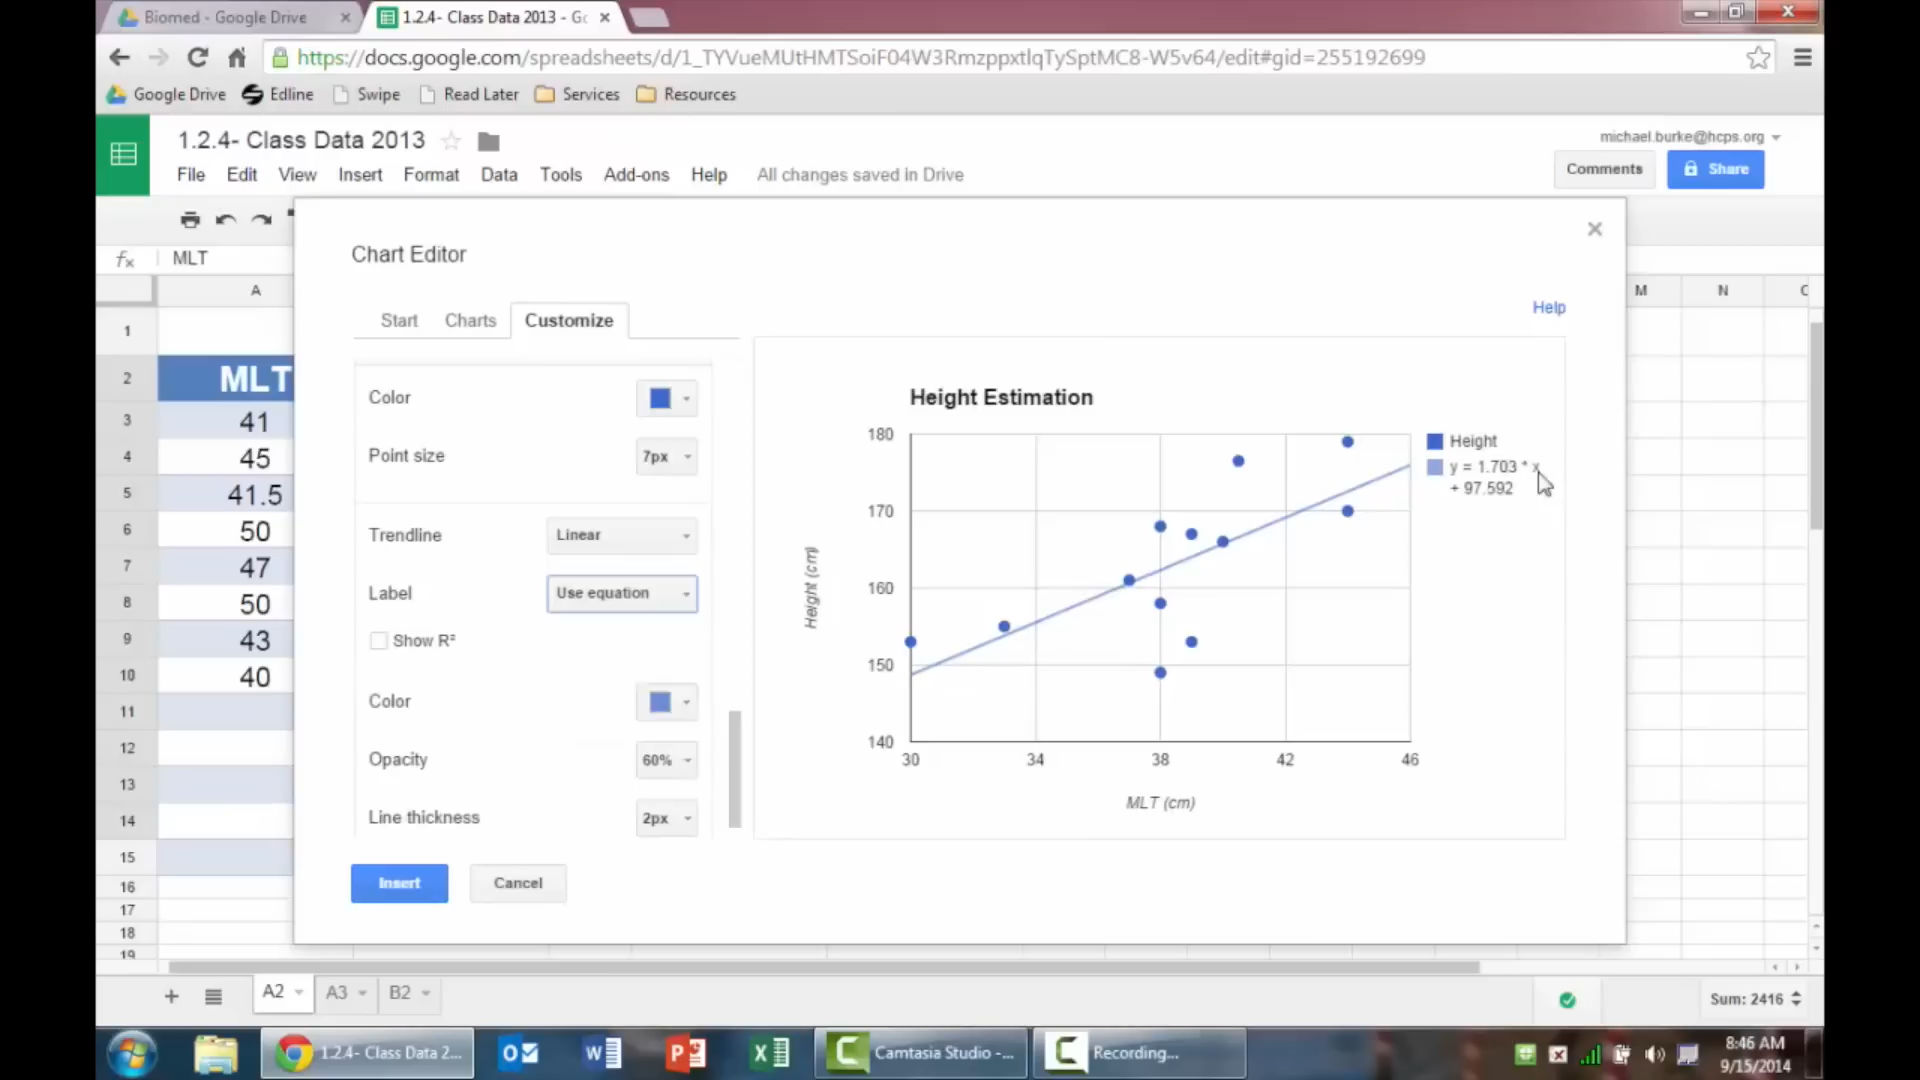 Biomed - Google Drive
1.2.4- Class Data 2013 - Go
https://docs.google.com/spreadsheets/d/1_TYVueMUtHMTSoiF04W3RmzppxtlqTySptMC8-W5v64/edit#gid=255192699
Google Drive Edline Swipe Read Later Services Resources
1.2.4- Class Data 2013
michael.burke@hcps.org
File Edit View Insert Format Data Tools Add-ons Help All changes saved in Drive
Comments Share
fx MLT
Chart Editor
A M N C
Help
Start Charts Customize
1
2 MLT
3 41
4 45
5 41.5
6 50
7 47
8 50
9 43
10 40
11
12
13
14
15
16
17
18
19
Color
Point size 7px
Trendline Linear
Label Use equation
Show R²
Color
Opacity 60%
Line thickness 2px
Insert Cancel
Height Estimation
180
170
160
150
140
30 34 38 42 46
Height (cm)
MLT (cm)
Height
y = 1.703 * x
+ 97.592
A2 A3 B2
Sum: 2416
1.2.4- Class Data 2...
Camtasia Studio -...
Recording...
8:46 AM
9/15/2014